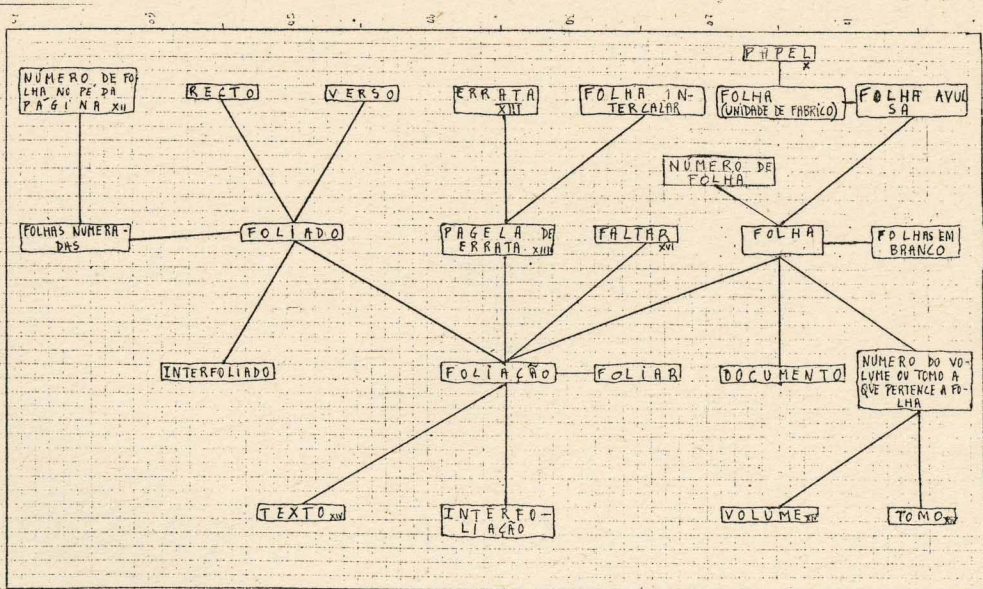 PAPEL
X
NÚMERO DE FO-
LHA NO PÉ DA
PÁGINA XII
RECTO
VERSO
ERRATA
XIII
FOLHA IN-
TERCALAR
FOLHA
(UNIDADE DE FABRICO)
FOLHA AVUL
SA
NÚMERO DE
FOLHA
FOLHAS NUMERA-
DAS
FOLIADO
PAGELA DE
ERRATA XIII
FALTAR
XVI
FOLHA
FOLHAS EM
BRANCO
INTERFOLIADO
FOLIAÇÃO
FOLIAR
DOCUMENTO
NUMERO DO VO-
LUME OU TOMO A
QUE PERTENCE A FO-
LHA
TEXTO XIV
INTERFO-
LIAÇÃO
VOLUME
TOMO